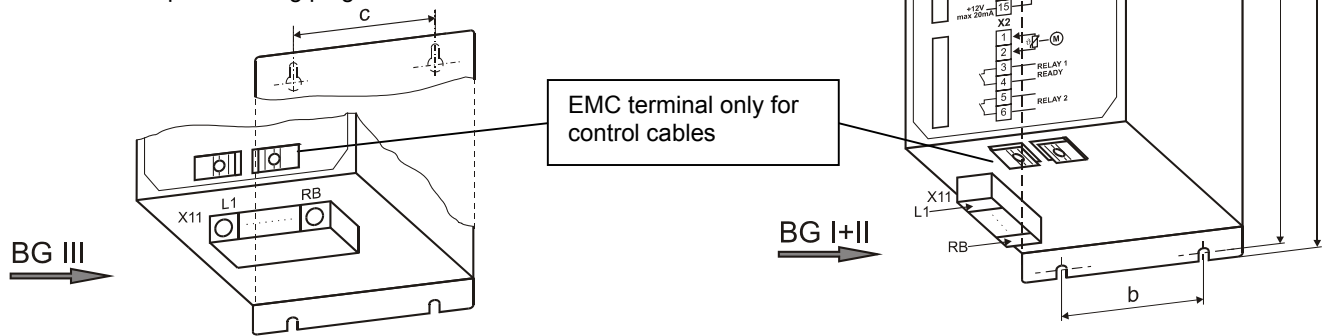 c
EMC terminal only for
control cables
X11 L1 RB
BG III
+12V 15
max 20mA
X2
1
2 M
3 RELAY 1
4 READY
5
6 RELAY 2
X11
L1
RB
BG I+II
b